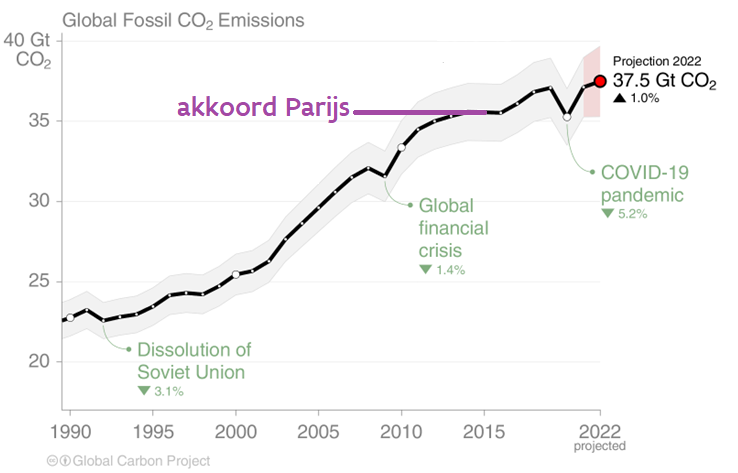 Global Fossil CO₂ Emissions
40 Gt
CO₂
35
30
25
20
akkoord Parijs
Projection 2022
37.5 Gt CO₂
▲ 1.0%
COVID-19
pandemic
▼ 5.2%
Global
financial
crisis
▼ 1.4%
Dissolution of
Soviet Union
▼ 3.1%
1990
1995
2000
2005
2010
2015
2022
projected
Global Carbon Project